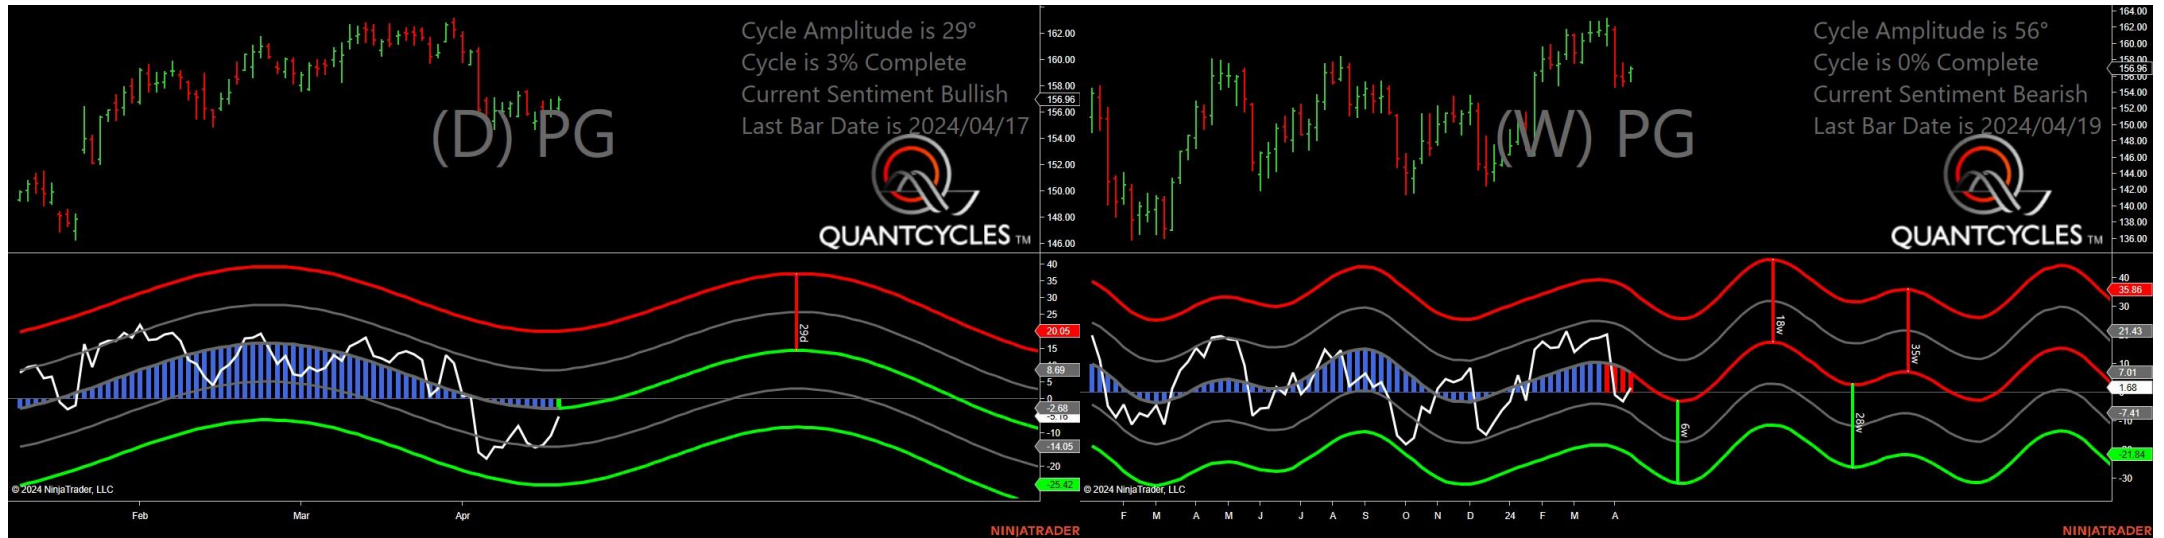 Cycle Amplitude is 29°
Cycle is 3% Complete
Current Sentiment Bullish
Last Bar Date is 2024/04/17
(D) PG
QUANTCYCLES TM
162.00
160.00
158.00
156.96
156.00
154.00
152.00
150.00
148.00
146.00
40
35
30
25
20.05
15
8.69
5
0
-2.68
-10
-14.05
-20
-25.42
29d
© 2024 NinjaTrader, LLC
Feb Mar Apr
NINJATRADER
Cycle Amplitude is 56°
Cycle is 0% Complete
Current Sentiment Bearish
Last Bar Date is 2024/04/19
(W) PG
QUANTCYCLES TM
164.00
162.00
160.00
158.00
156.96
156.00
154.00
152.00
150.00
148.00
146.00
144.00
142.00
140.00
138.00
136.00
40
35.86
30
21.43
10
7.01
1.68
-7.41
-10
-21.84
-30
18w
35w
6w
28w
© 2024 NinjaTrader, LLC
F M A M J J A S O N D 24 F M A
NINJATRADER